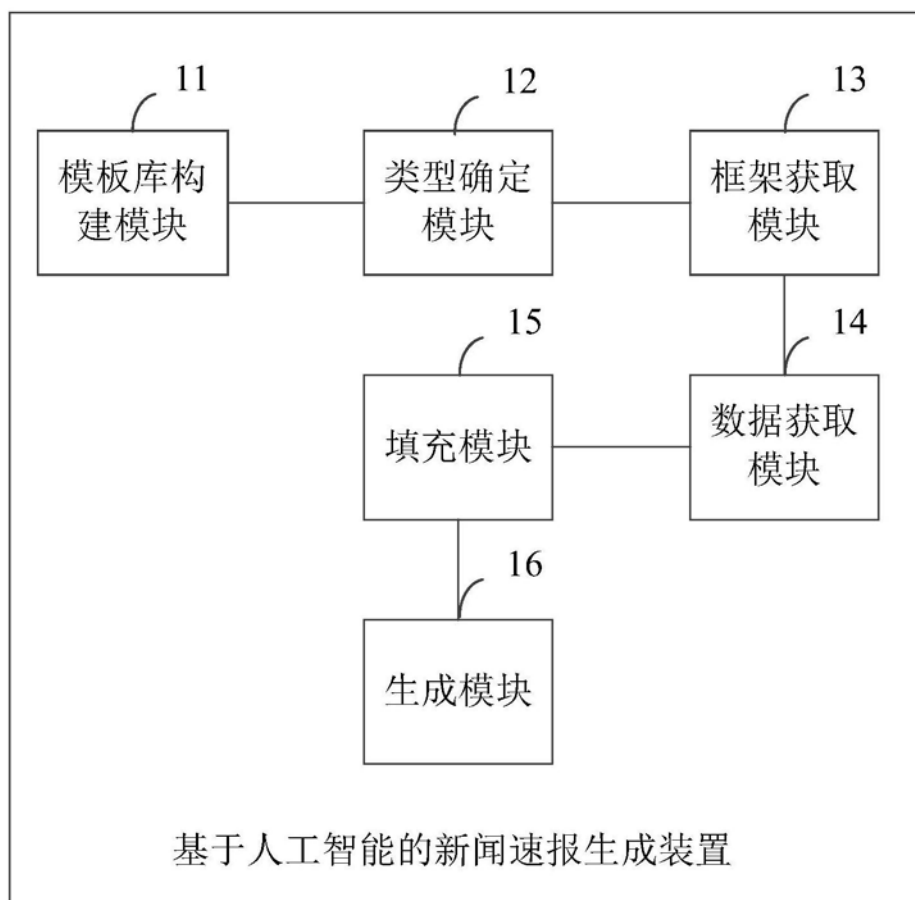 11
12
13
模板库构
建模块
类型确定
模块
框架获取
模块
15
14
填充模块
数据获取
模块
16
生成模块
基于人工智能的新闻速报生成装置